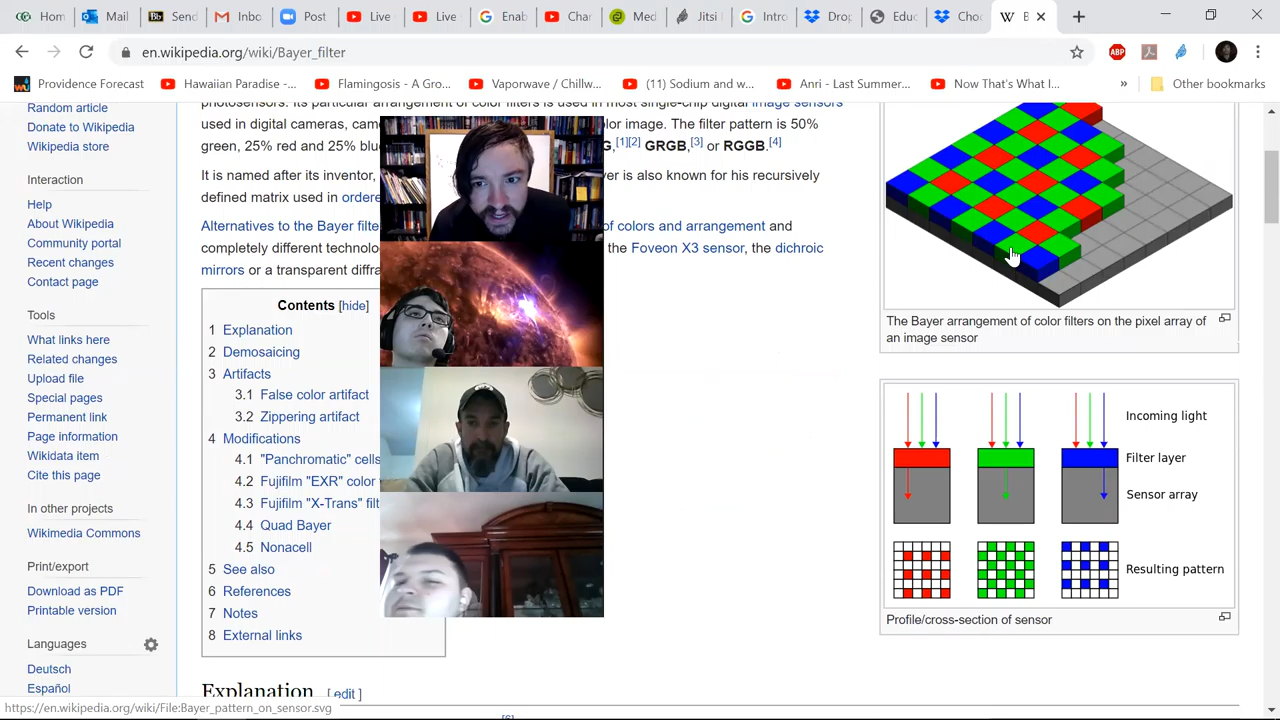 Hom
Mail
Bb Send
Inbo
Post
Live
Live
G Enab
Char
Med
Jitsi I
G Intro
Drop
Educ
Choo
W B
en.wikipedia.org/wiki/Bayer_filter
ABP
Providence Forecast
Hawaiian Paradise -...
Flamingosis - A Gro...
Vaporwave / Chillw...
(11) Sodium and w...
Anri - Last Summer...
Now That's What I...
»
Other bookmarks
Random article
Donate to Wikipedia
Wikipedia store
Interaction
Help
About Wikipedia
Community portal
Recent changes
Contact page
Tools
What links here
Related changes
Upload file
Special pages
Permanent link
Page information
Wikidata item
Cite this page
In other projects
Wikimedia Commons
Print/export
Download as PDF
Printable version
Languages
Deutsch
Español
photosensors. Its particular arrangement of color filters is used in most single-chip digital image sensors
used in digital cameras, cam olor image. The filter pattern is 50%
green, 25% red and 25% blu G,[1][2] GRGB,[3] or RGGB.[4]
It is named after its inventor, er is also known for his recursively
defined matrix used in ordere
Alternatives to the Bayer filte of colors and arrangement and
completely different technolo the Foveon X3 sensor, the dichroic
mirrors or a transparent diffra
Contents [hide]
1 Explanation
2 Demosaicing
3 Artifacts
3.1 False color artifact
3.2 Zippering artifact
4 Modifications
4.1 "Panchromatic" cells
4.2 Fujifilm "EXR" color
4.3 Fujifilm "X-Trans" filt
4.4 Quad Bayer
4.5 Nonacell
5 See also
6 References
7 Notes
8 External links
Explanation [ edit ]
[6]
The Bayer arrangement of color filters on the pixel array of
an image sensor
Incoming light
Filter layer
Sensor array
Resulting pattern
Profile/cross-section of sensor
https://en.wikipedia.org/wiki/File:Bayer_pattern_on_sensor.svg